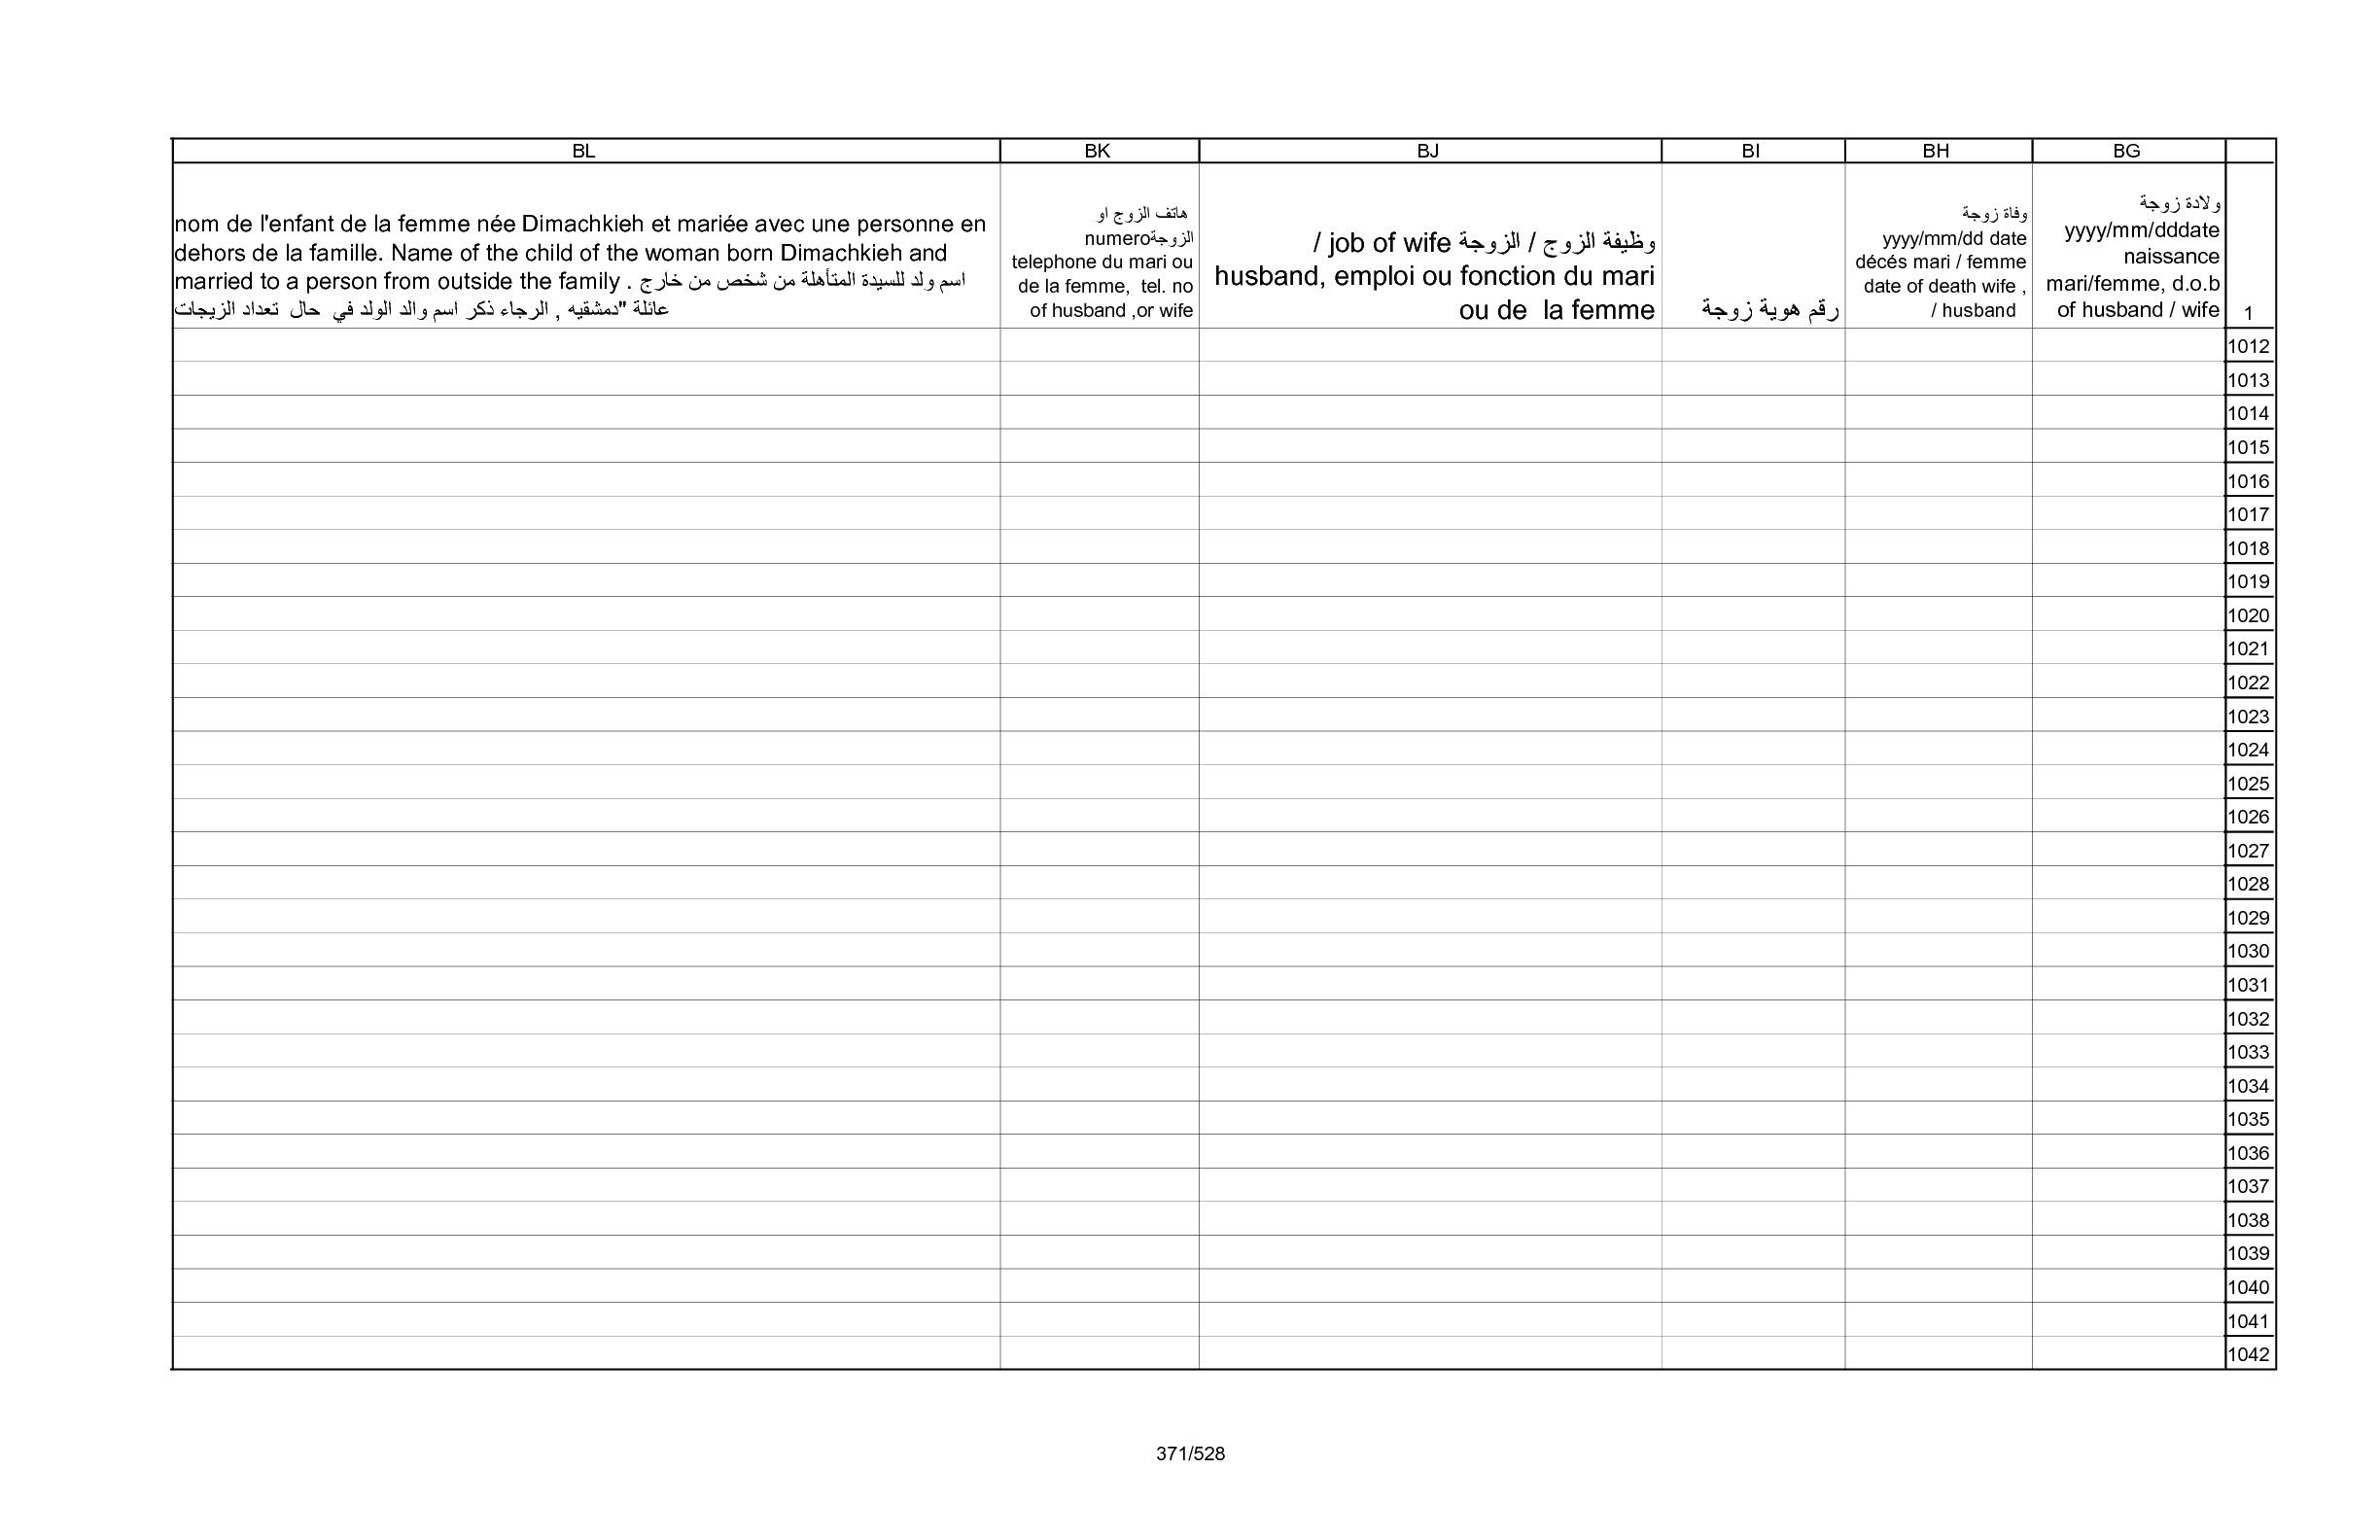 BL BK BJ BI BH BG
nom de l'enfant de la femme née Dimachkieh et mariée avec une personne en
dehors de la famille. Name of the child of the woman born Dimachkieh and
married to a person from outside the family . اسم ولد للسيدة المتأهلة من شخص من خارج
عائلة "دمشقيه , الرجاء ذكر اسم والد الولد في حال تعداد الزيجات
هاتف الزوج او
الزوجةnumero
telephone du mari ou
de la femme, tel. no
of husband ,or wife
وظيفة الزوج / الزوجة job of wife /
husband, emploi ou fonction du mari
ou de la femme
رقم هوية زوجة
وفاة زوجة
yyyy/mm/dd date
décés mari / femme
date of death wife ,
/ husband
ولادة زوجة
yyyy/mm/dddate
naissance
mari/femme, d.o.b
of husband / wife
1
1012
1013
1014
1015
1016
1017
1018
1019
1020
1021
1022
1023
1024
1025
1026
1027
1028
1029
1030
1031
1032
1033
1034
1035
1036
1037
1038
1039
1040
1041
1042
371/528